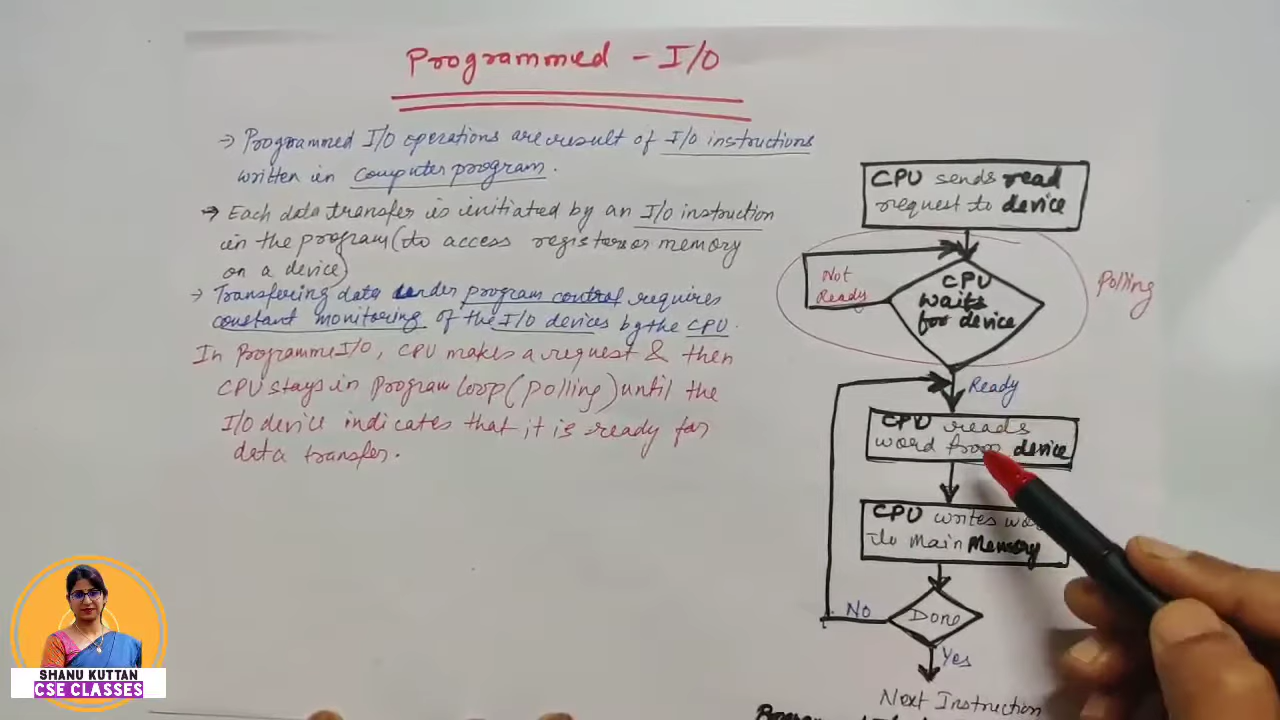 Programmed - I/O
→ Programmed I/O operations are result of I/O instructions
written in computer program.
→ Each data transfer is initiated by an I/O instruction
in the program (to access registers or memory
on a device)
→ Transfering data under program control requires
constant monitoring of the I/O devices by the CPU.
In Programme I/O, CPU makes a request & then
CPU stays in Program loop (polling) until the
I/O device indicates that it is ready for
data transfer.
CPU sends read
request to device
Not
Ready
CPU
waits
for device
Polling
Ready
CPU reads
word from device
CPU writes
to main Memory
Done
No
Yes
Next Instruction
SHANU KUTTAN
CSE CLASSES